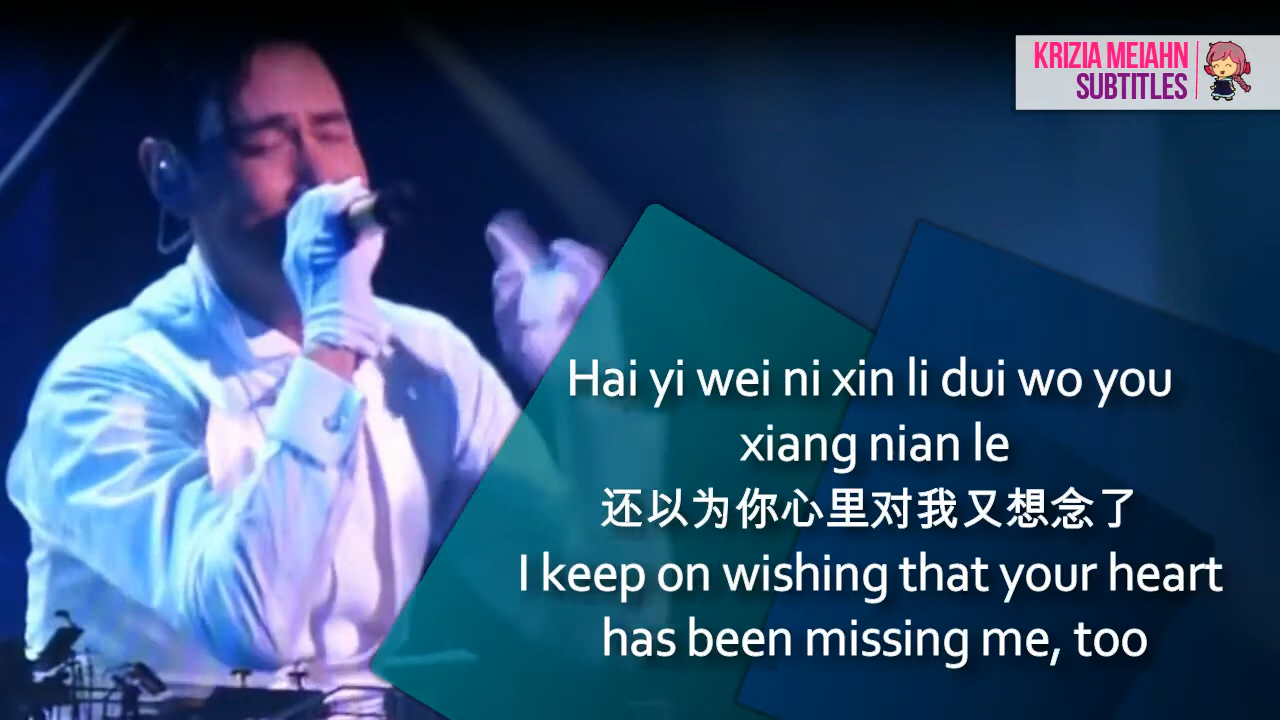 KRIZIA MEIAHN
SUBTITLES
Hai yi wei ni xin li dui wo you
xiang nian le
还以为你心里对我又想念了
I keep on wishing that your heart
has been missing me, too